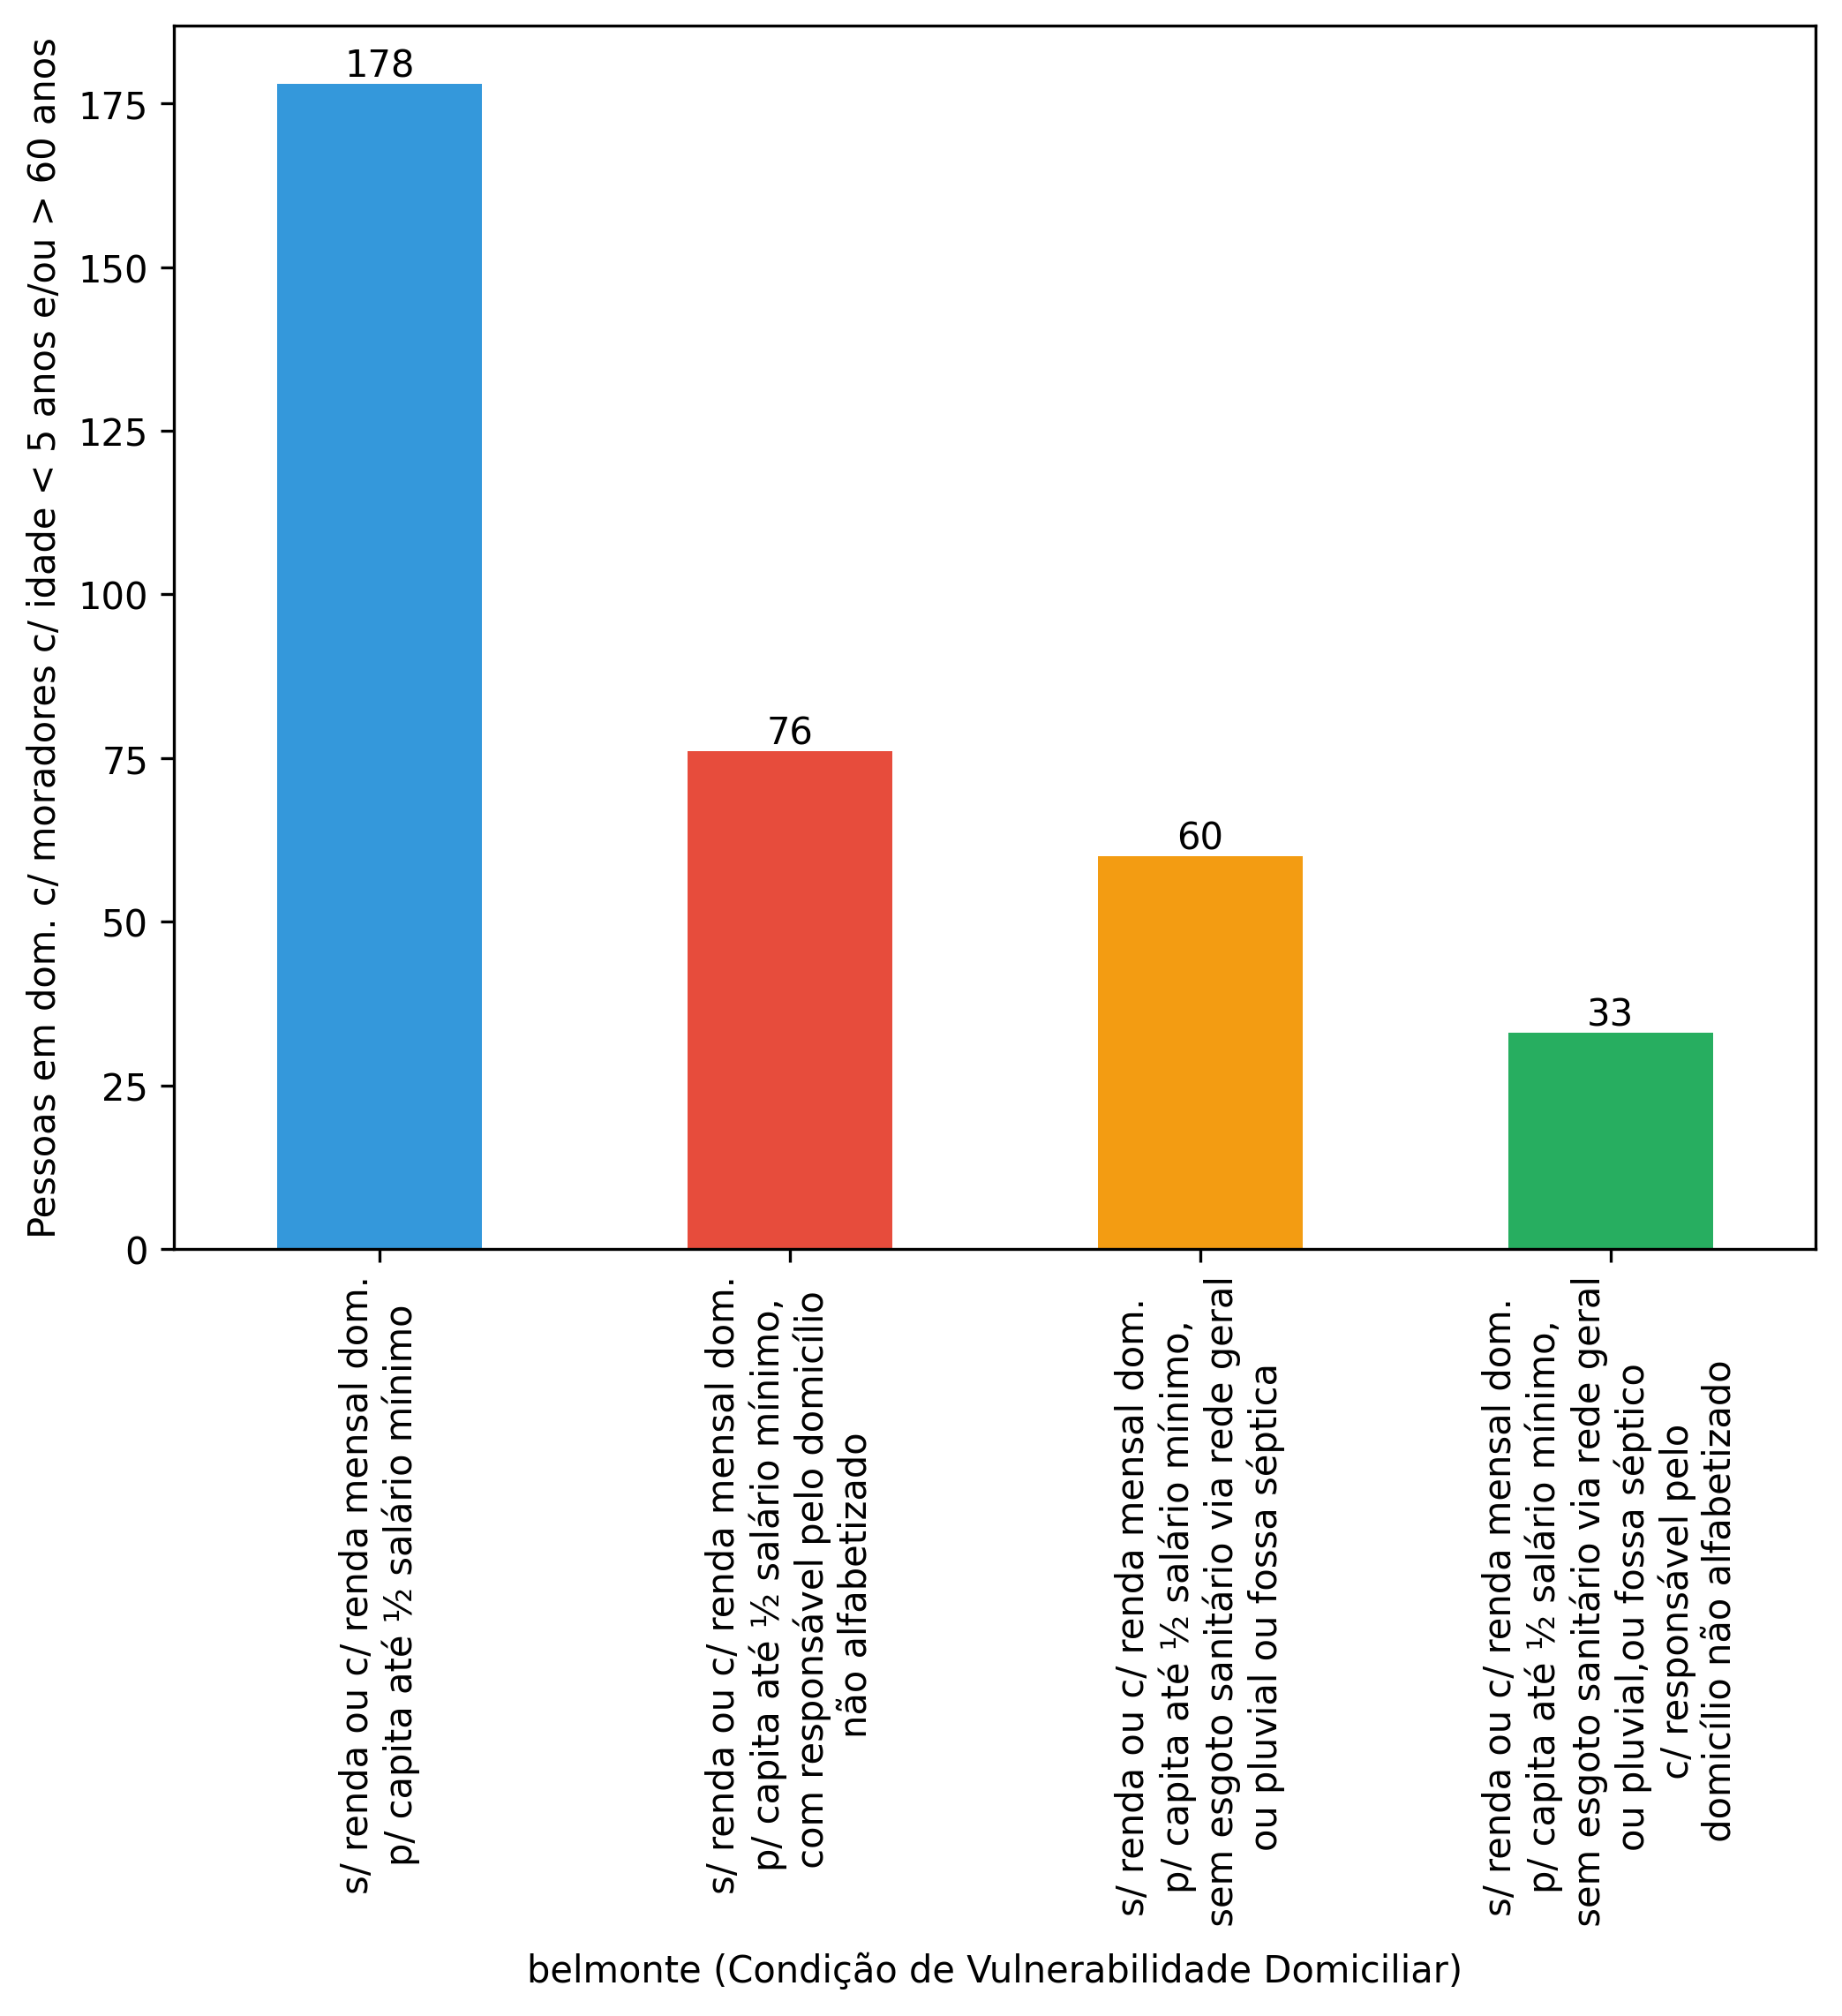 Pessoas em dom. c/ moradores c/ idade < 5 anos e/ou > 60 anos
175
150
125
100
75
50
25
0
178
76
60
33
s/ renda ou c/ renda mensal dom.
p/ capita até ½ salário mínimo
s/ renda ou c/ renda mensal dom.
p/ capita até ½ salário mínimo,
com responsável pelo domicílio
não alfabetizado
s/ renda ou c/ renda mensal dom.
p/ capita até ½ salário mínimo,
sem esgoto sanitário via rede geral
ou pluvial ou fossa séptica
s/ renda ou c/ renda mensal dom.
p/ capita até ½ salário mínimo,
sem esgoto sanitário via rede geral
ou pluvial,ou fossa séptico
c/ responsável pelo
domicílio não alfabetizado
belmonte (Condição de Vulnerabilidade Domiciliar)